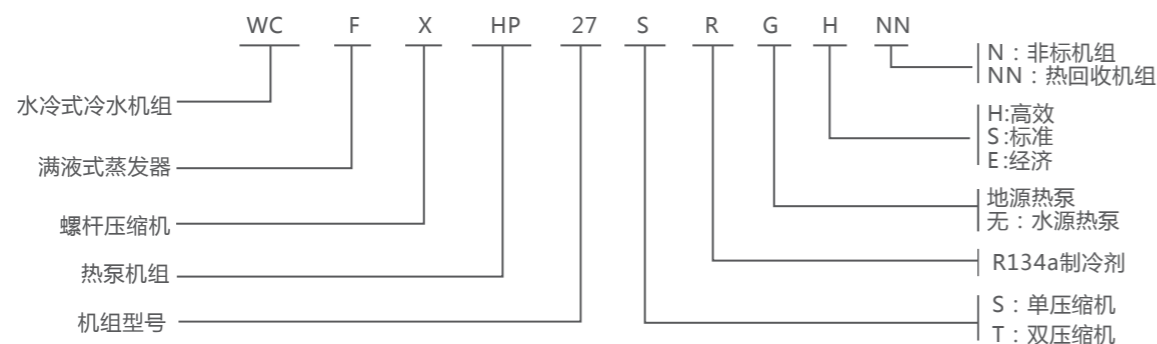 WC F X HP 27 S R G H NN
N：非标机组
NN：热回收机组
水冷式冷水机组
H:高效
S:标准
E:经济
满液式蒸发器
地源热泵
无：水源热泵
螺杆压缩机
R134a制冷剂
热泵机组
S：单压缩机
机组型号
T：双压缩机